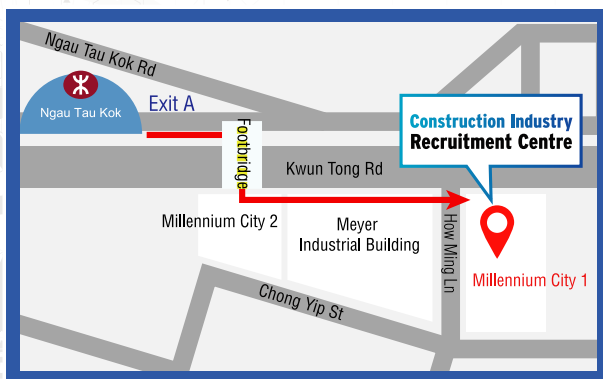 Ngau Tau Kok Rd
Ngau Tau Kok
Exit A
Footbridge
Construction Industry
Recruitment Centre
Kwun Tong Rd
Millennium City 2
Meyer
Industrial Building
How Ming Ln
Millennium City 1
Chong Yip St